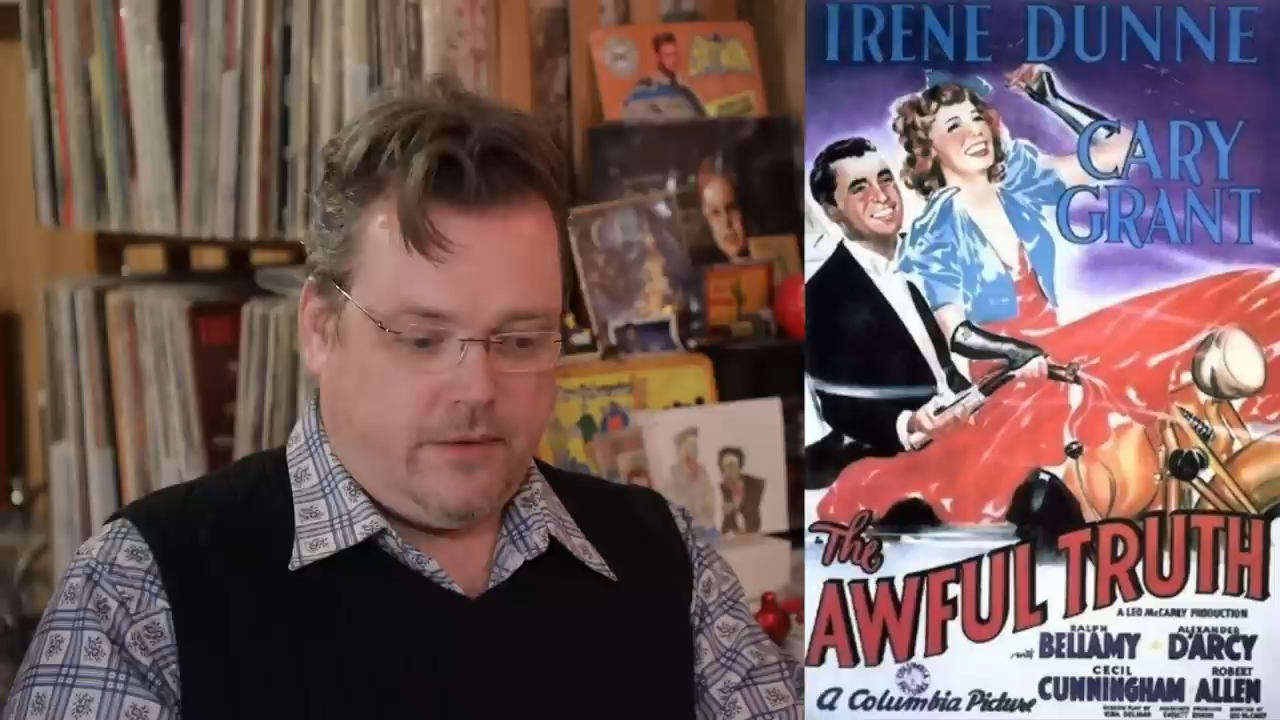 IRENE DUNNE
CARY
GRANT
The
AWFUL TRUTH
A LEO McCAREY PRODUCTION
with RALPH BELLAMY
ALEXANDER D'ARCY
CECIL CUNNINGHAM
ROBERT ALLEN
A Columbia Picture